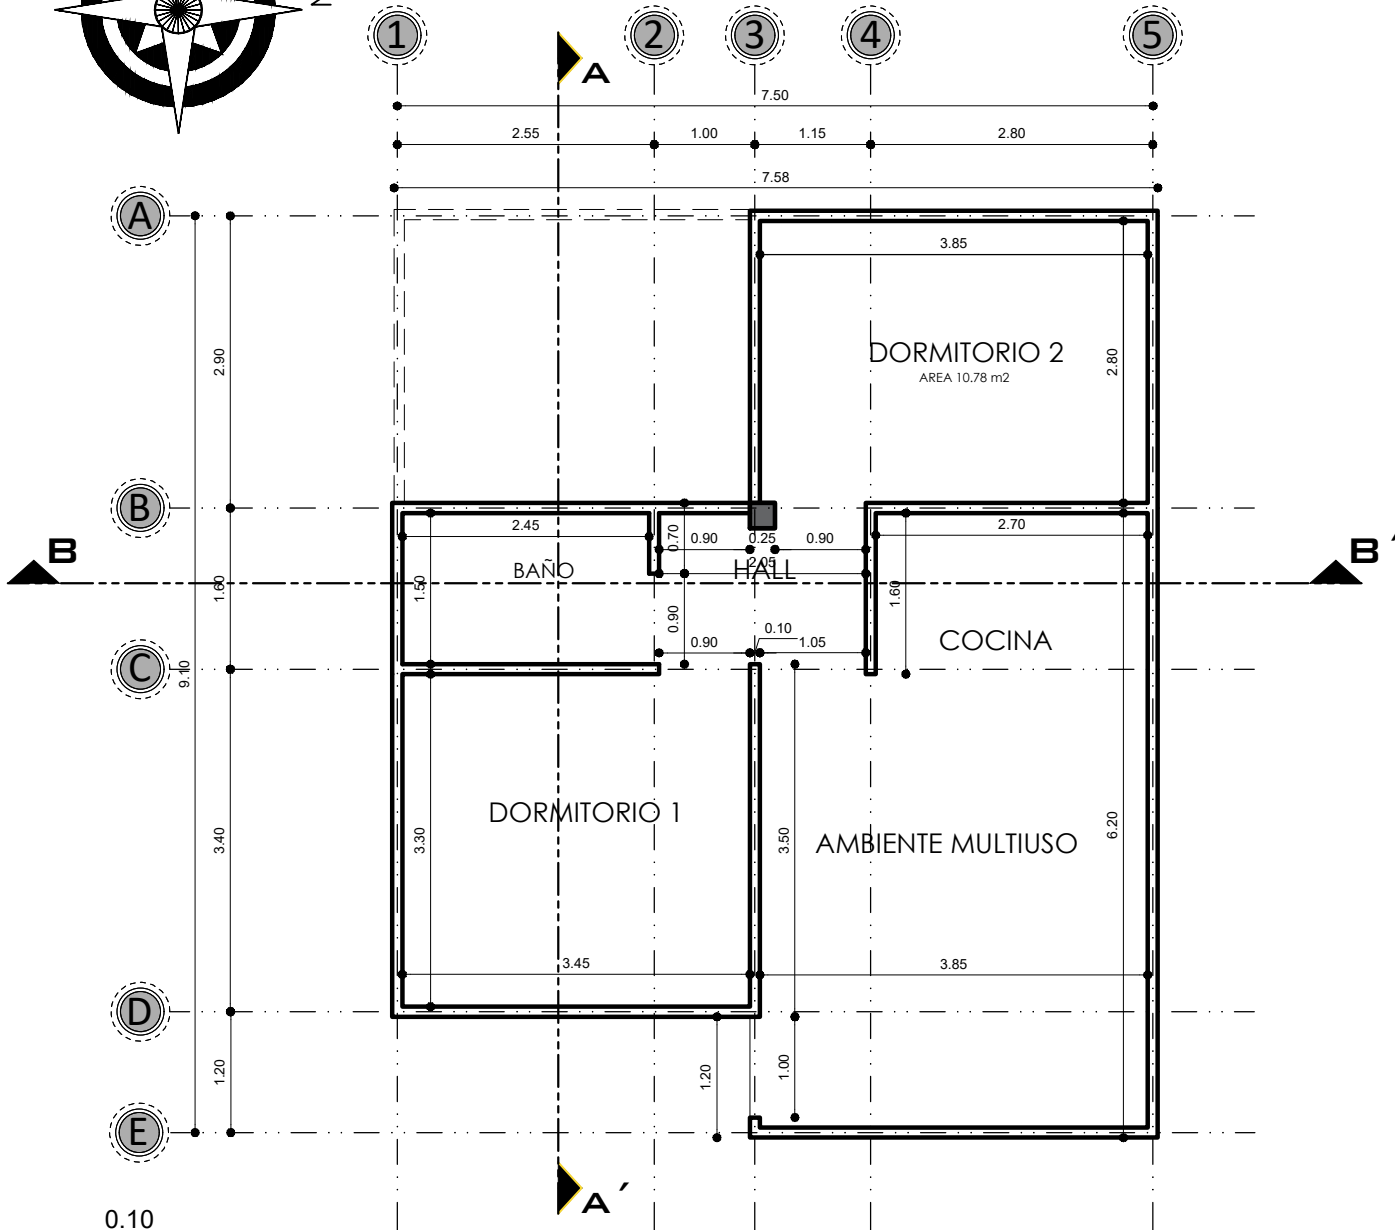 Z
1 2 3 4 5
A
7.50
2.55 1.00 1.15 2.80
7.58
A
3.85
2.90
DORMITORIO 2
2.80
AREA 10.78 m2
B
2.45 0.70 0.90 0.25 0.90 2.70
B B´
BAÑO 2.05
HALL
1.60 1.50 1.60
0.90 0.10
0.90 1.05 COCINA
C
9.10
DORMITORIO 1
3.40 3.30 3.50 AMBIENTE MULTIUSO 6.20
3.45 3.85
D
1.20 1.20 1.00
E
A´
0.10